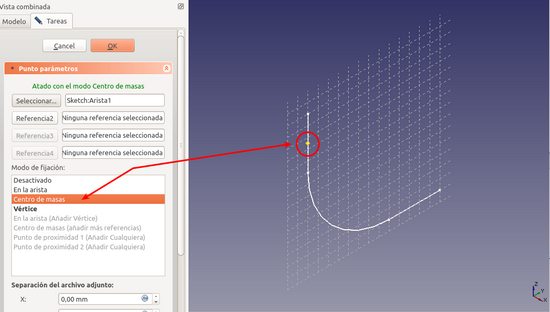 Vista combinada
Modelo
Tareas
Cancel
OK
Punto parámetros
Atado con el modo Centro de masas
Seleccionar...
Sketch:Arista1
Referencia2
Ninguna referencia seleccionada
Referencia3
Ninguna referencia seleccionada
Referencia4
Ninguna referencia seleccionada
Modo de fijación:
Desactivado
En la arista
Centro de masas
Vértice
En la arista (Añadir Vértice)
Centro de masas (añadir más referencias)
Punto de proximidad 1 (Añadir Cualquiera)
Punto de proximidad 2 (Añadir Cualquiera)
Separación del archivo adjunto:
X:
0,00 mm
Z
Y
X